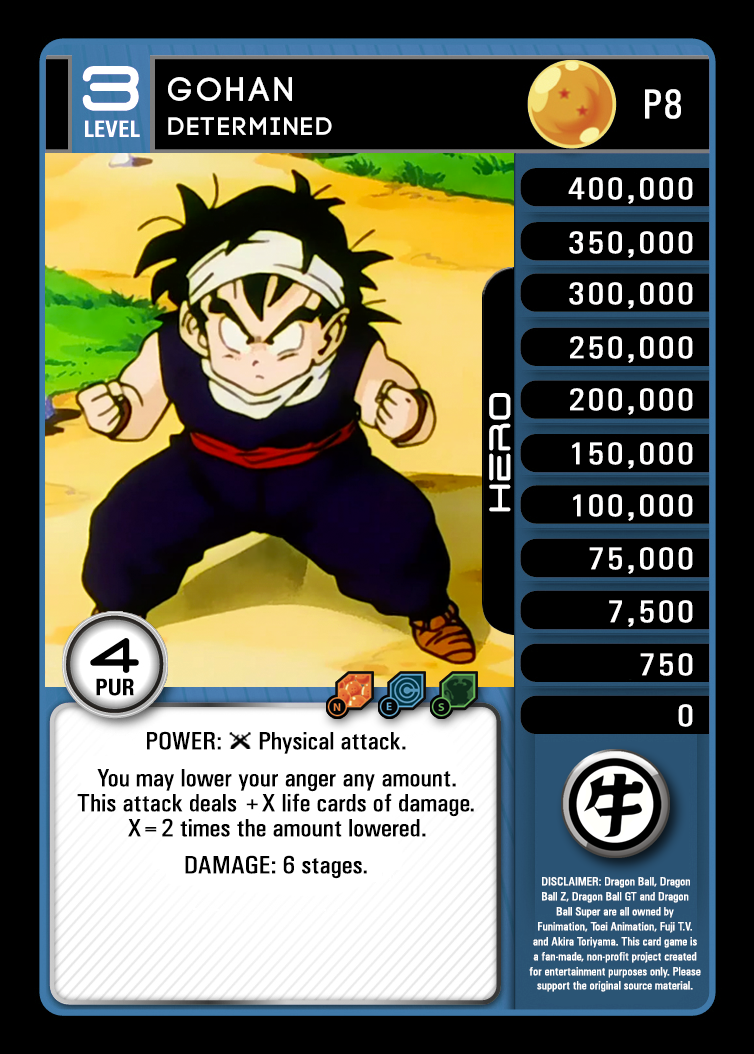 3
LEVEL
GOHAN
DETERMINED
P8
400,000
350,000
300,000
250,000
200,000
150,000
100,000
75,000
7,500
750
0
HERO
4
PUR
N
E
S
POWER: Physical attack.
You may lower your anger any amount.
This attack deals +X life cards of damage.
X = 2 times the amount lowered.
DAMAGE: 6 stages.
牛
DISCLAIMER: Dragon Ball, Dragon
Ball Z, Dragon Ball GT and Dragon
Ball Super are all owned by
Funimation, Toei Animation, Fuji T.V.
and Akira Toriyama. This card game is
a fan-made, non-profit project created
for entertainment purposes only. Please
support the original source material.